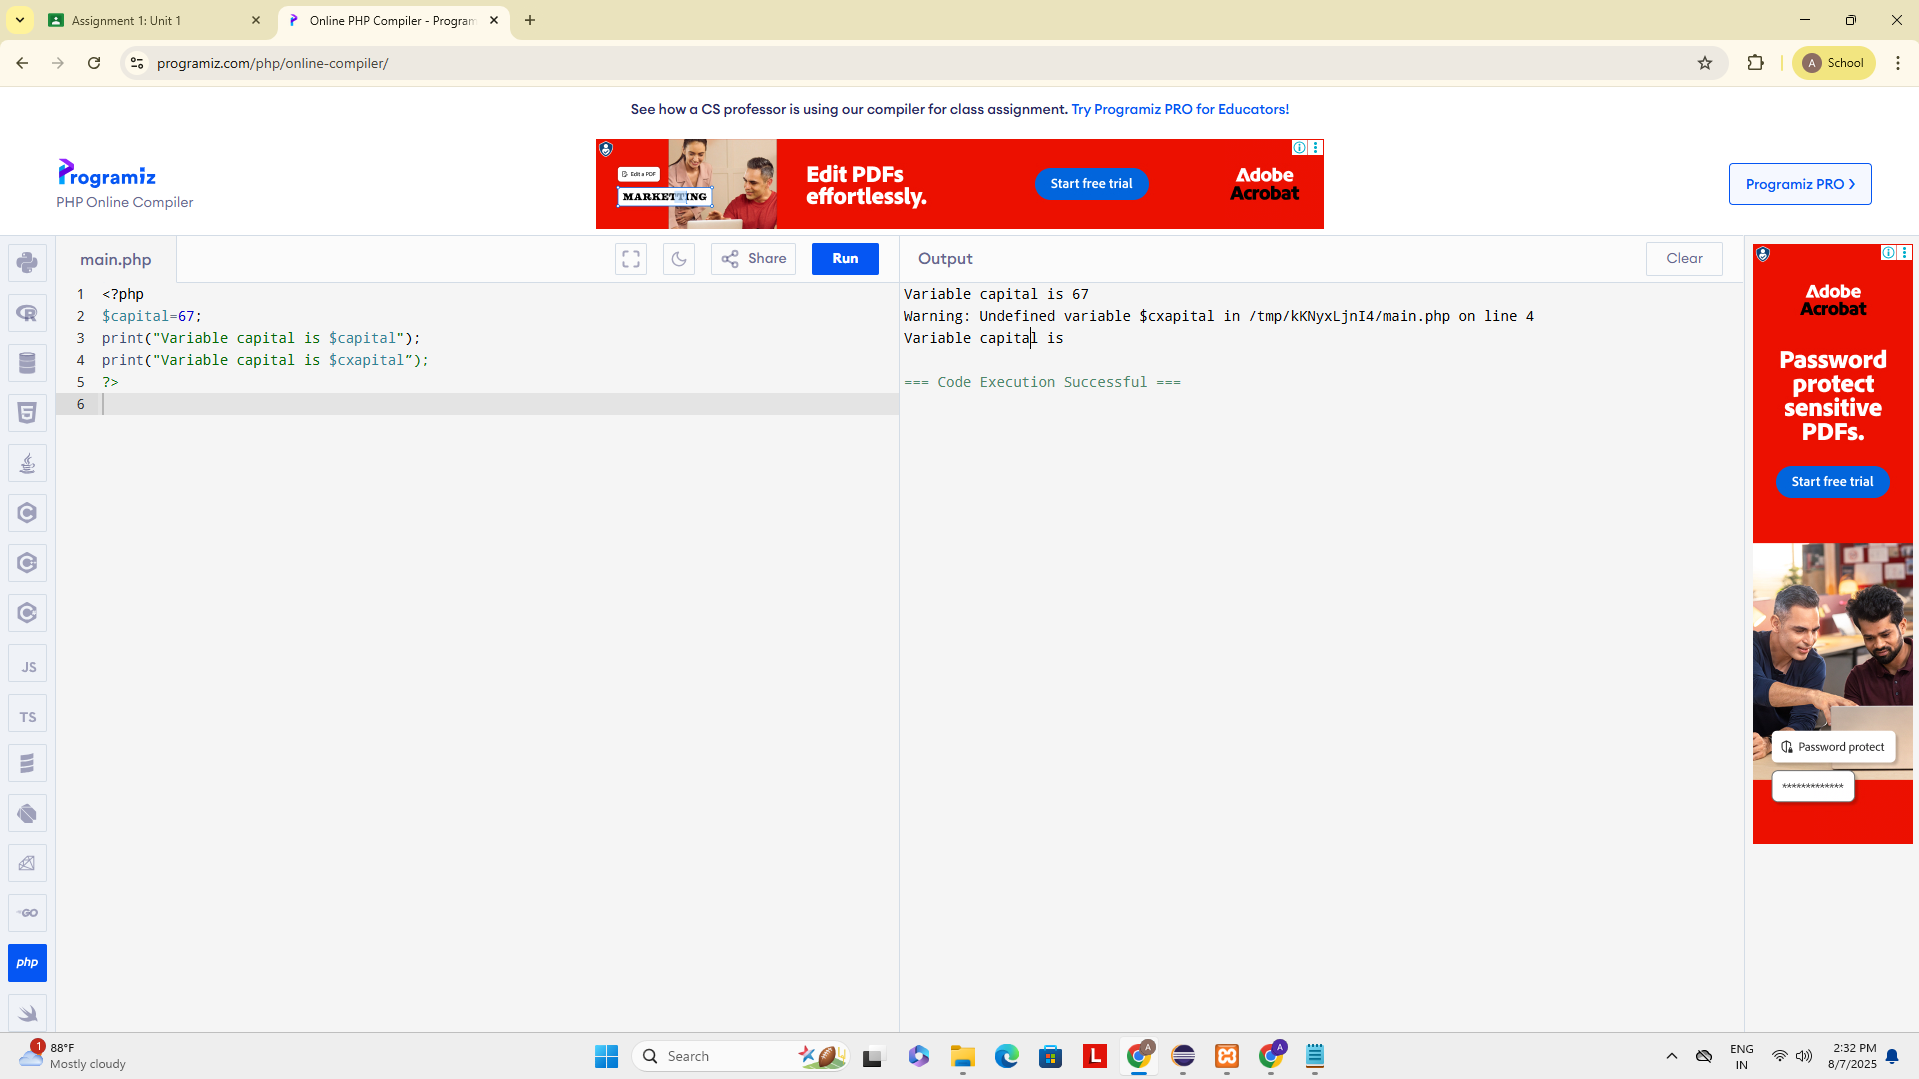 Assignment 1: Unit 1
Online PHP Compiler - Program
programiz.com/php/online-compiler/
A School
See how a CS professor is using our compiler for class assignment. Try Programiz PRO for Educators!
Programiz
PHP Online Compiler
Edit a PDF
MARKETTING
Edit PDFs
effortlessly.
Start free trial
Adobe
Acrobat
Programiz PRO
main.php
Share
Run
1 <?php
2 $capital=67;
3 print("Variable capital is $capital");
4 print("Variable capital is $cxapital”);
5 ?>
6
Output
Clear
Variable capital is 67
Warning: Undefined variable $cxapital in /tmp/kKNyxLjnI4/main.php on line 4
Variable capital is
=== Code Execution Successful ===
Adobe
Acrobat
Password
protect
sensitive
PDFs.
Start free trial
Password protect
*************
R
5
C
C
C
JS
TS
GO
php
1
88°F
Mostly cloudy
Search
L
A
A
ENG
IN
2:32 PM
8/7/2025